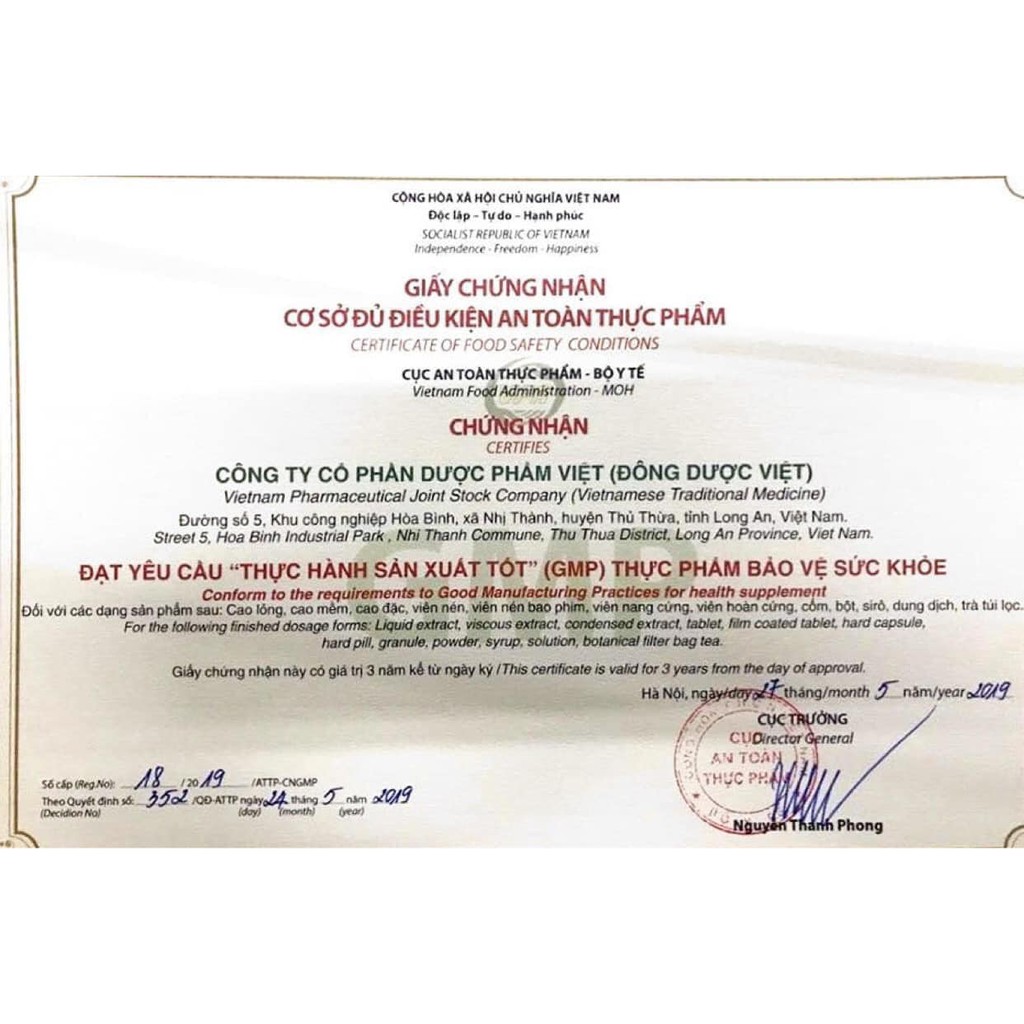 CỘNG HÒA XÃ HỘI CHỦ NGHĨA VIỆT NAM
Độc lập – Tự do – Hạnh phúc
SOCIALIST REPUBLIC OF VIETNAM
Independence - Freedom - Happiness
GIẤY CHỨNG NHẬN
CƠ SỞ ĐỦ ĐIỀU KIỆN AN TOÀN THỰC PHẨM
CERTIFICATE OF FOOD SAFETY CONDITIONS
CỤC AN TOÀN THỰC PHẨM - BỘ Y TẾ
Vietnam Food Administration - MOH
CHỨNG NHẬN
CERTIFIES
CÔNG TY CỔ PHẦN DƯỢC PHẨM VIỆT (ĐÔNG DƯỢC VIỆT)
Vietnam Pharmaceutical Joint Stock Company (Vietnamese Traditional Medicine)
Đường số 5, Khu công nghiệp Hòa Bình, xã Nhị Thành, huyện Thủ Thừa, tỉnh Long An, Việt Nam.
Street 5, Hoa Binh Industrial Park , Nhi Thanh Commune, Thu Thua District, Long An Province, Viet Nam.
GMP
ĐẠT YÊU CẦU “THỰC HÀNH SẢN XUẤT TỐT” (GMP) THỰC PHẨM BẢO VỆ SỨC KHỎE
Conform to the requirements to Good Manufacturing Practices for health supplement
Đối với các dạng sản phẩm sau: Cao lỏng, cao mềm, cao đặc, viên nén, viên nén bao phim, viên nang cứng, viên hoàn cứng, cốm, bột, sirô, dung dịch, trà túi lọc.
For the following finished dosage forms: Liquid extract, viscous extract, condensed extract, tablet, film coated tablet, hard capsule,
hard pill, granule, powder, syrup, solution, botanical filter bag tea.
Giấy chứng nhận này có giá trị 3 năm kể từ ngày ký /This certificate is valid for 3 years from the day of approval.
Hà Nội, ngày/day 27 tháng/month 5 năm/year 2019
CỤC TRƯỞNG
Director General
CỤC
AN TOÀN
THỰC PHẨM
Nguyễn Thanh Phong
Số cấp (Reg.No): 18 /2019 /ATTP-CNGMP
Theo Quyết định số: 352 /QĐ-ATTP ngày 24 tháng 5 năm 2019
(Decidion No) (day) (month) (year)